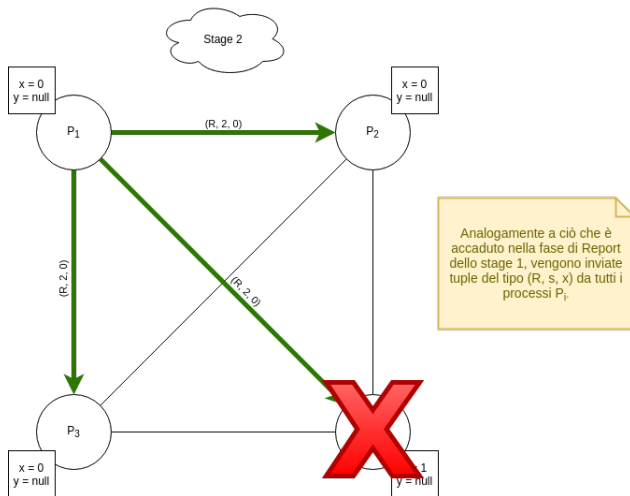 Stage 2
x = 0
y = null
P1
(R, 2, 0)
x = 0
y = null
P2
(R, 2, 0)
(R, 2, 0)
Analogamente a ciò che è
accaduto nella fase di Report
dello stage 1, vengono inviate
tuple del tipo (R, s, x) da tutti i
processi Pi.
P3
x = 0
y = null
1
y = null